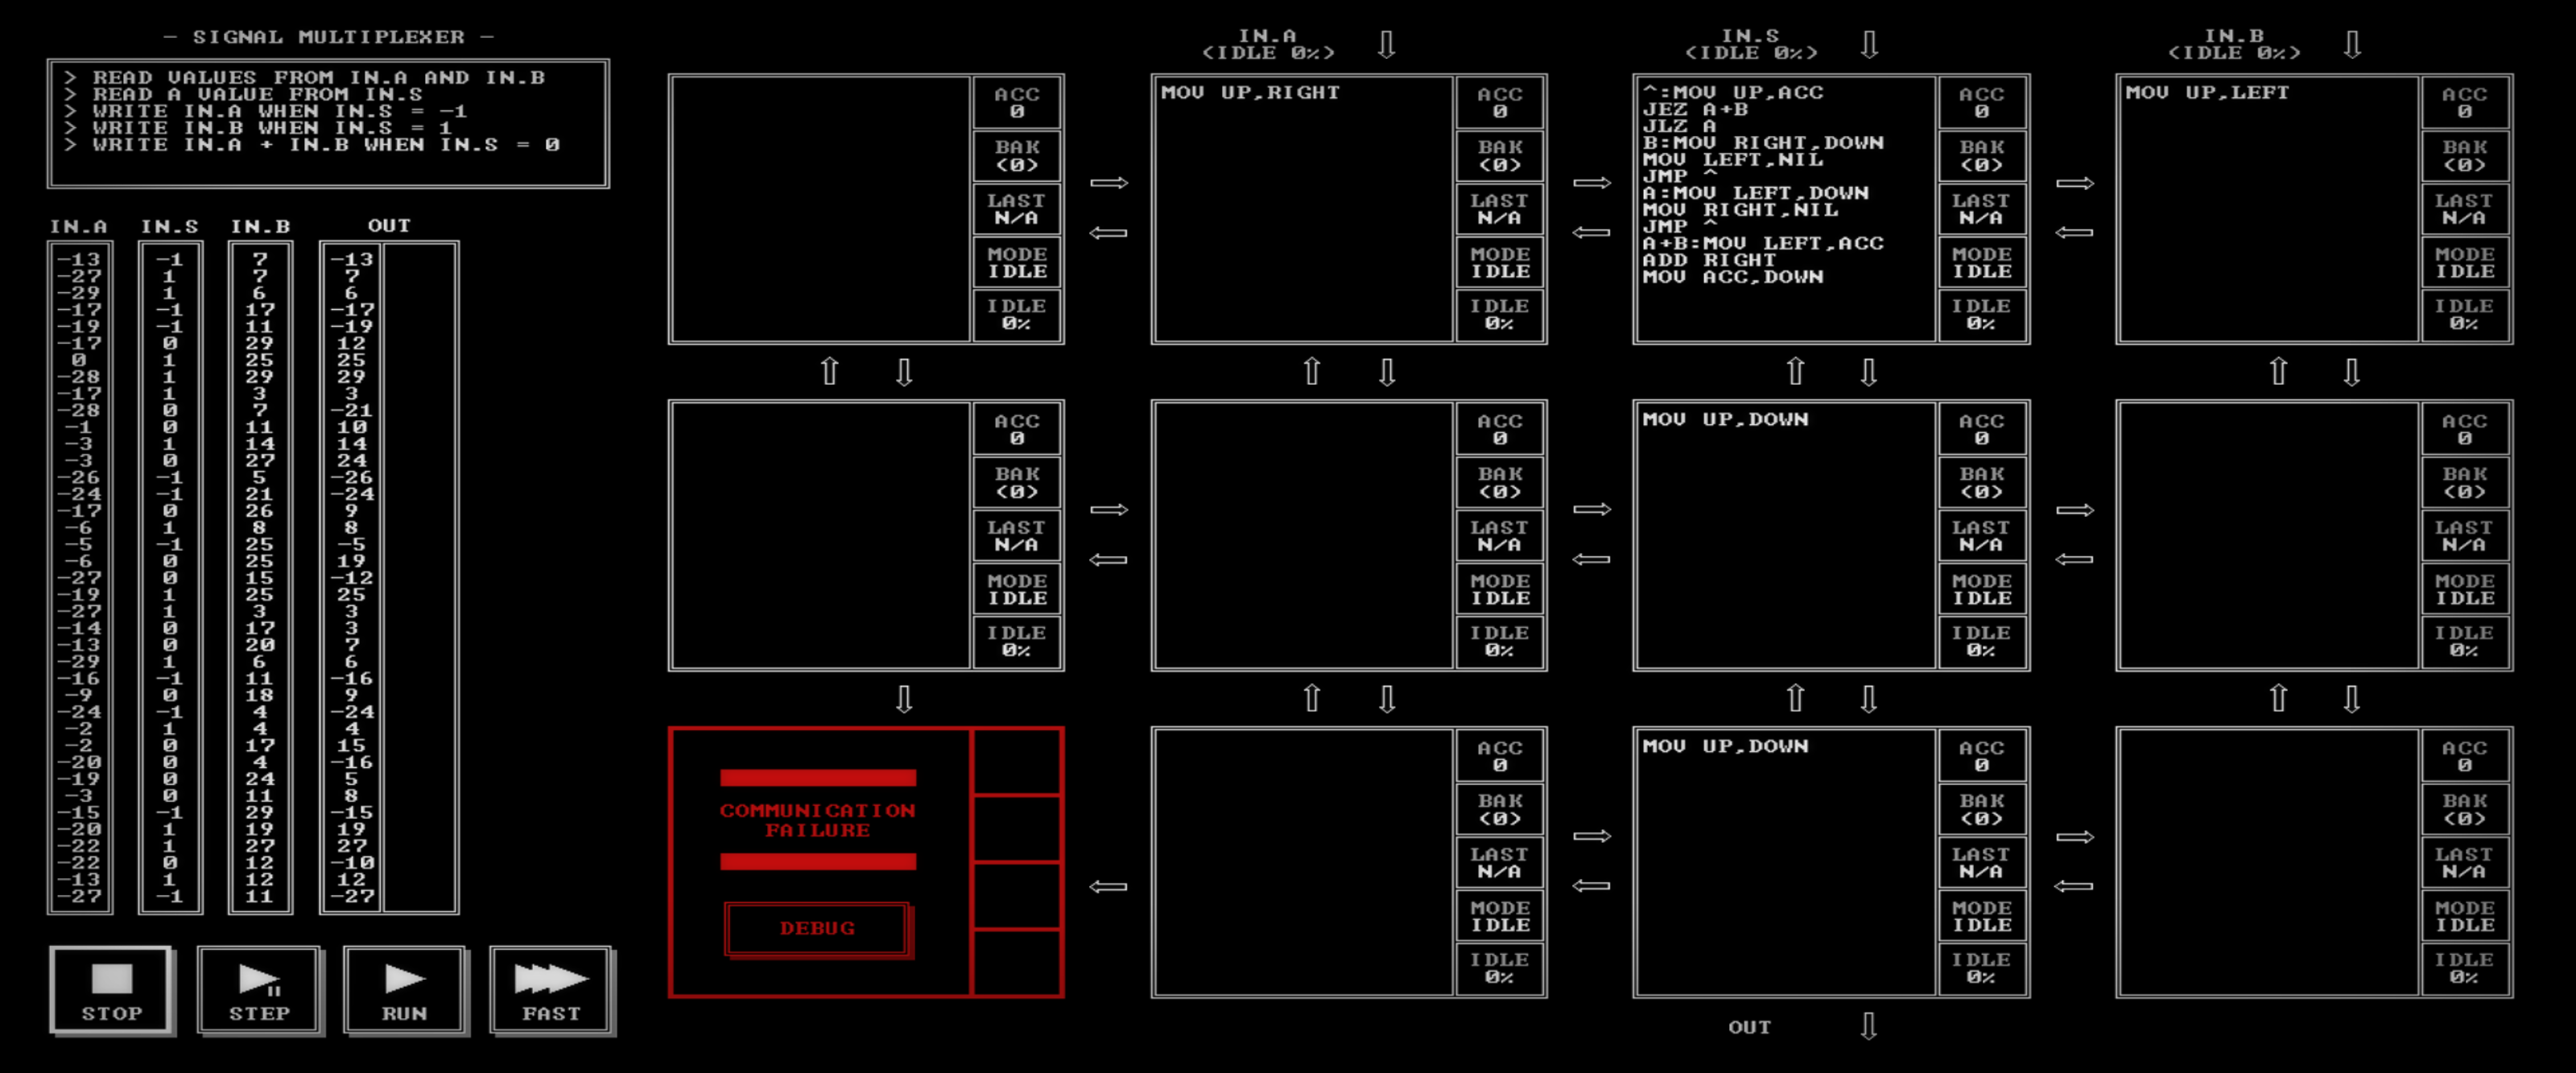 - SIGNAL MULTIPLEXER -
> READ VALUES FROM IN.A AND IN.B
> READ A VALUE FROM IN.S
> WRITE IN.A WHEN IN.S = -1
> WRITE IN.B WHEN IN.S = 1
> WRITE IN.A + IN.B WHEN IN.S = 0
IN.A IN.S IN.B OUT
-13 -1 7 -13
-27 1 7 7
-29 1 6 6
-17 -1 17 -17
-19 -1 11 -19
-17 0 29 12
0 1 25 25
-28 1 29 29
-17 1 3 3
-28 0 7 -21
-1 0 11 10
-3 1 14 14
-3 0 27 24
-26 -1 5 -26
-24 -1 21 -24
-17 0 26 9
-6 1 8 8
-5 -1 25 -5
-6 0 25 19
-27 0 15 -12
-19 1 25 25
-27 1 3 3
-14 0 17 3
-13 0 20 7
-29 1 6 6
-16 -1 11 -16
-9 0 18 9
-24 -1 4 -24
-2 1 4 4
-2 0 17 15
-20 0 4 -16
-19 0 24 5
-3 0 11 8
-15 -1 29 -15
-20 1 19 19
-22 1 27 27
-22 0 12 -10
-13 1 12 12
-27 -1 11 -27
STOP
STEP
RUN
FAST
IN.A
(IDLE 0%)
IN.S
(IDLE 0%)
IN.B
(IDLE 0%)
ACC
0
BAK
(0)
LAST
N/A
MODE
IDLE
IDLE
0%
MOV UP,RIGHT
ACC
0
BAK
(0)
LAST
N/A
MODE
IDLE
IDLE
0%
^:MOV UP,ACC
JEZ A+B
JLZ A
B:MOV RIGHT,DOWN
MOV LEFT,NIL
JMP ^
A:MOV LEFT,DOWN
MOV RIGHT,NIL
JMP ^
A+B:MOV LEFT,ACC
ADD RIGHT
MOV ACC,DOWN
ACC
0
BAK
(0)
LAST
N/A
MODE
IDLE
IDLE
0%
MOV UP,LEFT
ACC
0
BAK
(0)
LAST
N/A
MODE
IDLE
IDLE
0%
ACC
0
BAK
(0)
LAST
N/A
MODE
IDLE
IDLE
0%
ACC
0
BAK
(0)
LAST
N/A
MODE
IDLE
IDLE
0%
MOV UP,DOWN
ACC
0
BAK
(0)
LAST
N/A
MODE
IDLE
IDLE
0%
ACC
0
BAK
(0)
LAST
N/A
MODE
IDLE
IDLE
0%
COMMUNICATION
FAILURE
DEBUG
ACC
0
BAK
(0)
LAST
N/A
MODE
IDLE
IDLE
0%
MOV UP,DOWN
ACC
0
BAK
(0)
LAST
N/A
MODE
IDLE
IDLE
0%
ACC
0
BAK
(0)
LAST
N/A
MODE
IDLE
IDLE
0%
OUT